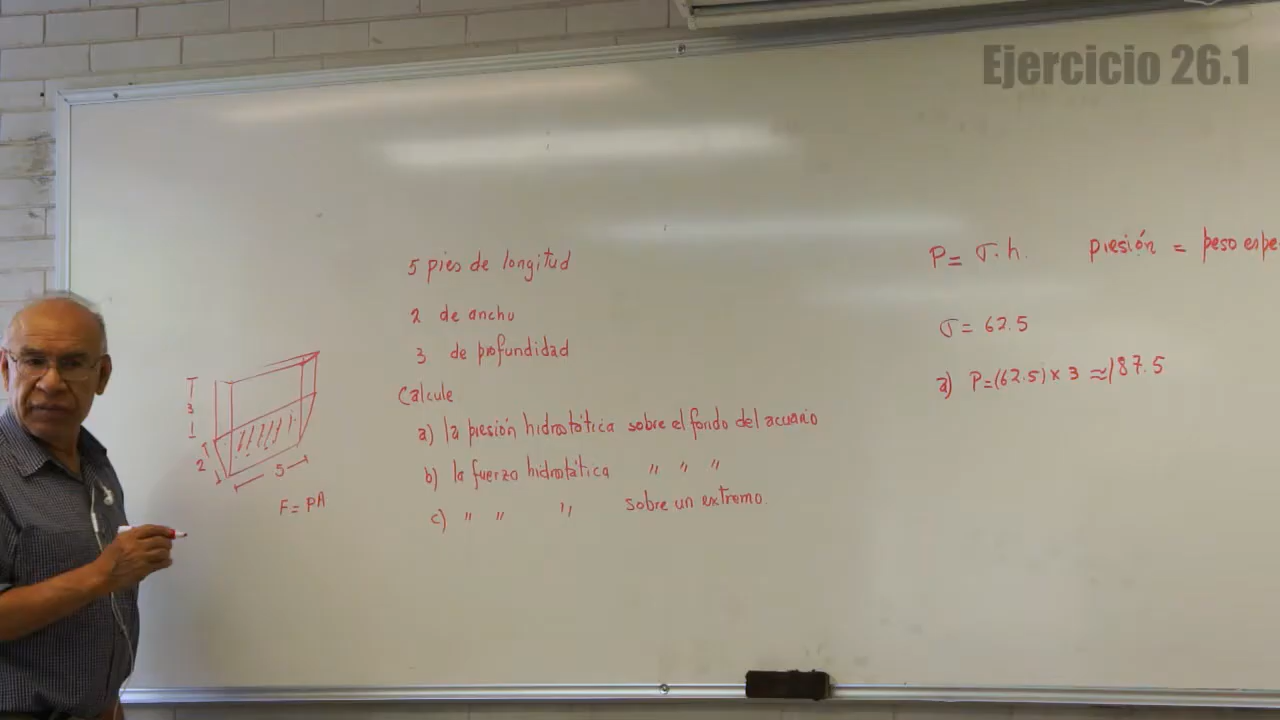 Ejercicio 26.1
5 pies de longitud
2 de ancho
3 de profundidad
Calcule
a) la presión hidrostática sobre el fondo del acuario
b) la fuerza hidrostática " " "
c) " " " sobre un extremo.
3
2
5
F = PA
P = σ. h. presión = peso espe
σ = 62.5
a) P = (62.5) × 3 ≈ 187.5